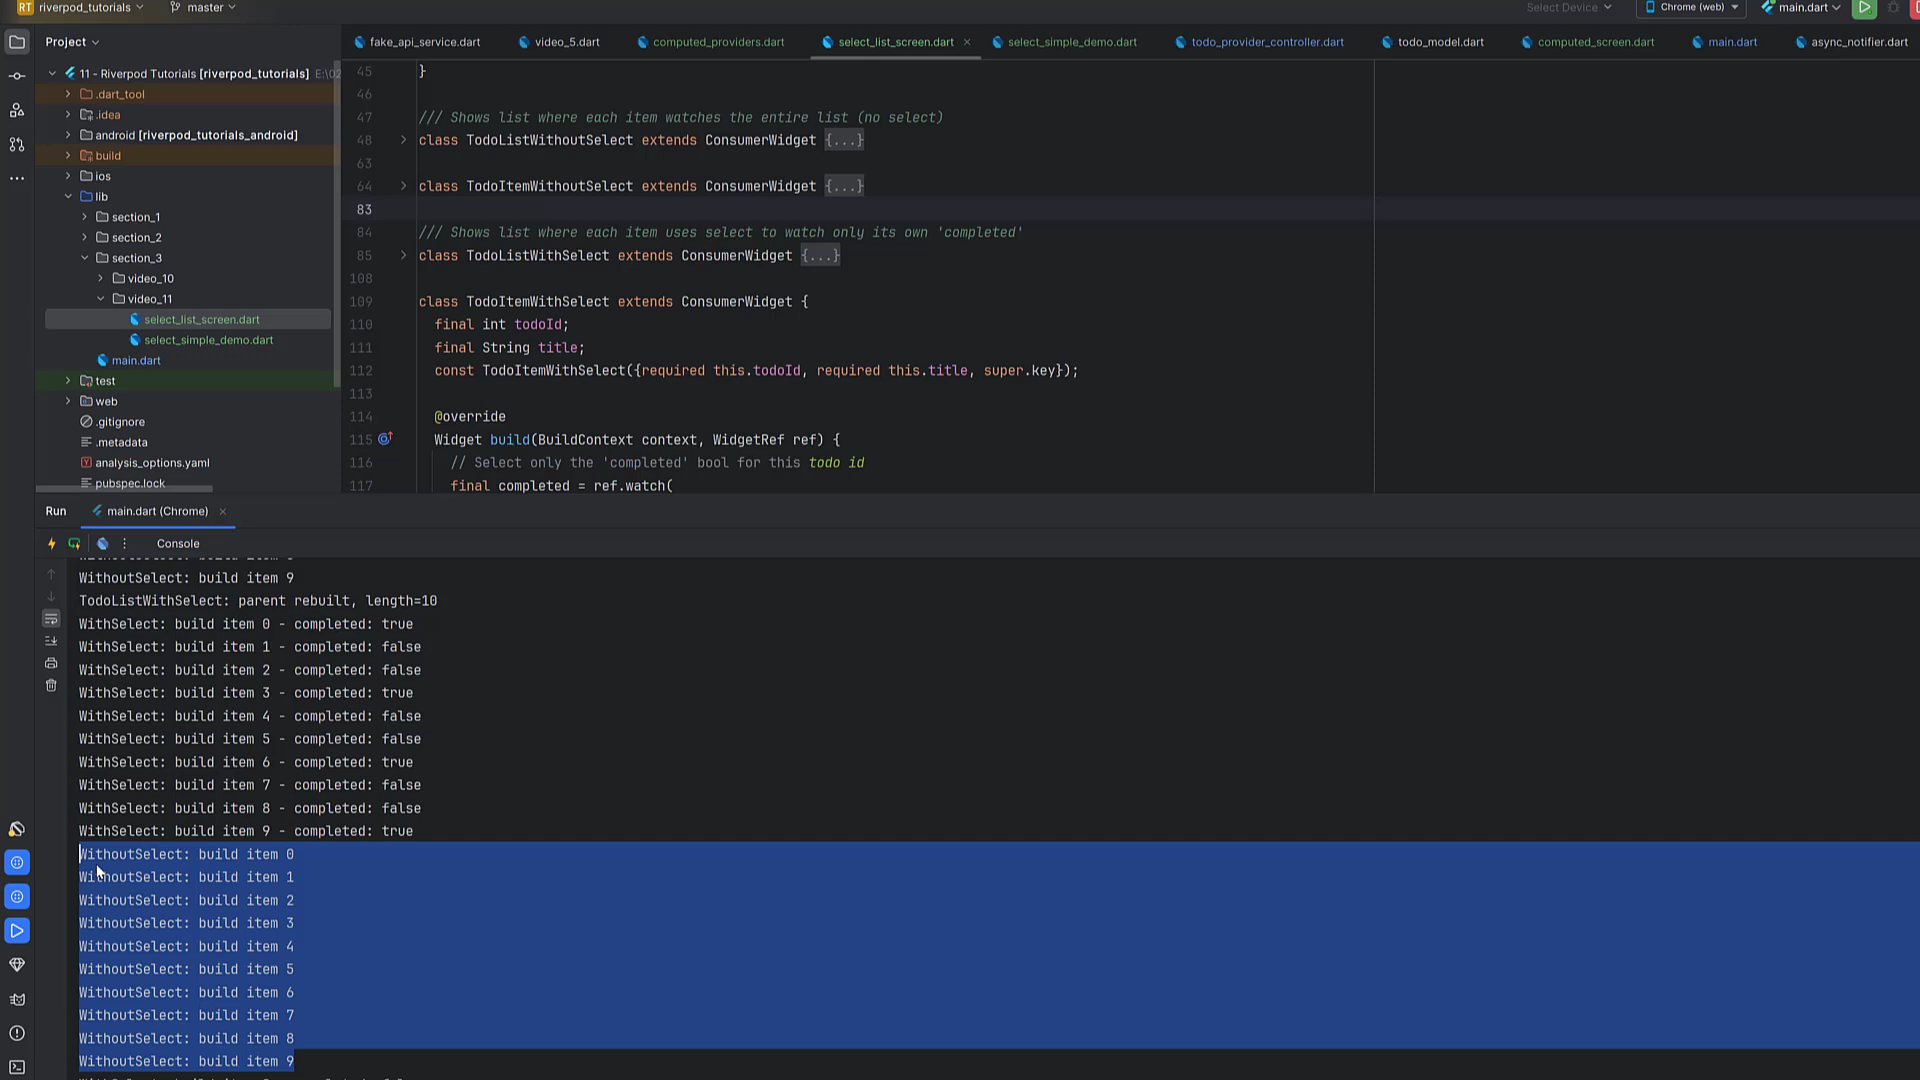 RT riverpod_tutorials master Select Device Chrome (web) main.dart
Project
fake_api_service.dart video_5.dart computed_providers.dart select_list_screen.dart select_simple_demo.dart todo_provider_controller.dart todo_model.dart computed_screen.dart main.dart async_notifier.dart
11 - Riverpod Tutorials [riverpod_tutorials] E:\02
.dart_tool
.idea
android [riverpod_tutorials_android]
build
ios
lib
section_1
section_2
section_3
video_10
video_11
select_list_screen.dart
select_simple_demo.dart
main.dart
test
web
.gitignore
.metadata
analysis_options.yaml
pubspec.lock
45 }
46
47 /// Shows list where each item watches the entire list (no select)
48 class TodoListWithoutSelect extends ConsumerWidget {...}
63
64 class TodoItemWithoutSelect extends ConsumerWidget {...}
83
84 /// Shows list where each item uses select to watch only its own 'completed'
85 class TodoListWithSelect extends ConsumerWidget {...}
108
109 class TodoItemWithSelect extends ConsumerWidget {
110 final int todoId;
111 final String title;
112 const TodoItemWithSelect({required this.todoId, required this.title, super.key});
113
114 @override
115 Widget build(BuildContext context, WidgetRef ref) {
116 // Select only the 'completed' bool for this todo id
117 final completed = ref.watch(
Run main.dart (Chrome)
Console
WithoutSelect: build item 9
TodoListWithSelect: parent rebuilt, length=10
WithSelect: build item 0 - completed: true
WithSelect: build item 1 - completed: false
WithSelect: build item 2 - completed: false
WithSelect: build item 3 - completed: true
WithSelect: build item 4 - completed: false
WithSelect: build item 5 - completed: false
WithSelect: build item 6 - completed: true
WithSelect: build item 7 - completed: false
WithSelect: build item 8 - completed: false
WithSelect: build item 9 - completed: true
WithoutSelect: build item 0
WithoutSelect: build item 1
WithoutSelect: build item 2
WithoutSelect: build item 3
WithoutSelect: build item 4
WithoutSelect: build item 5
WithoutSelect: build item 6
WithoutSelect: build item 7
WithoutSelect: build item 8
WithoutSelect: build item 9